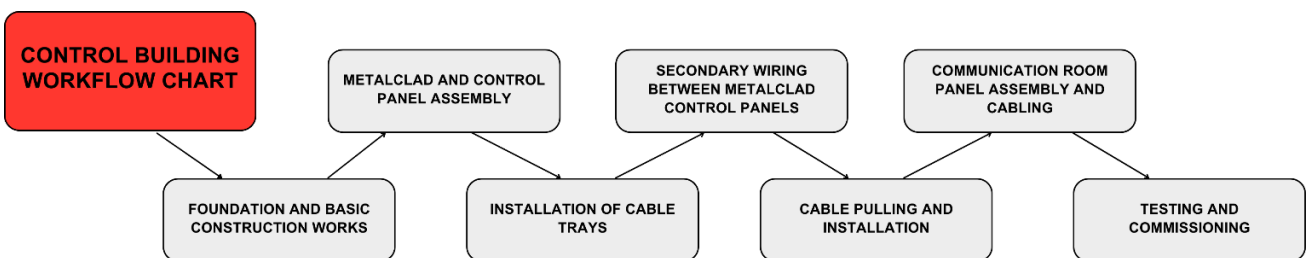 CONTROL BUILDING
WORKFLOW CHART
FOUNDATION AND BASIC
CONSTRUCTION WORKS
METALCLAD AND CONTROL
PANEL ASSEMBLY
INSTALLATION OF CABLE
TRAYS
SECONDARY WIRING
BETWEEN METALCLAD
CONTROL PANELS
CABLE PULLING AND
INSTALLATION
COMMUNICATION ROOM
PANEL ASSEMBLY AND
CABLING
TESTING AND
COMMISSIONING